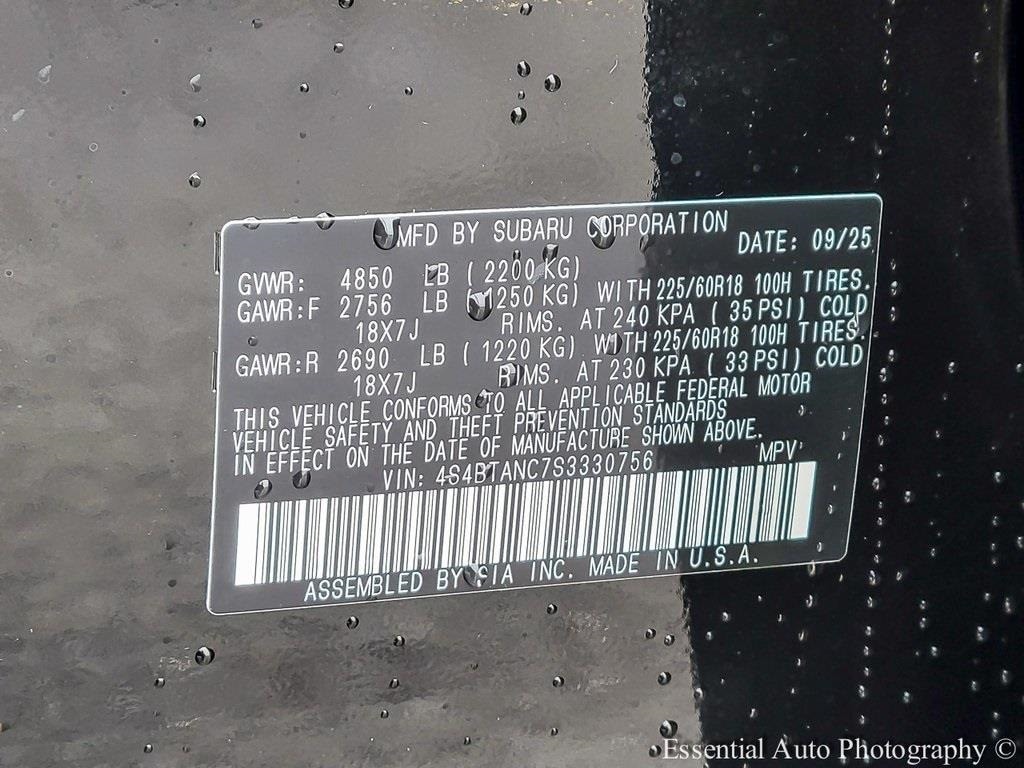 MFD BY SUBARU CORPORATION DATE: 09/25
GVWR: 4850 LB (2200 KG)
GAWR:F 2756 LB (1250 KG) WITH 225/60R18 100H TIRES.
18X7J RIMS. AT 240 KPA (35 PSI) COLD
GAWR:R 2690 LB (1220 KG) WITH 225/60R18 100H TIRES.
18X7J RIMS. AT 230 KPA (33 PSI) COLD
THIS VEHICLE CONFORMS TO ALL APPLICABLE FEDERAL MOTOR
VEHICLE SAFETY AND THEFT PREVENTION STANDARDS
IN EFFECT ON THE DATE OF MANUFACTURE SHOWN ABOVE.
VIN: 4S4BTANC7S3330756 MPV
ASSEMBLED BY SIA INC. MADE IN U.S.A.
Essential Auto Photography ©